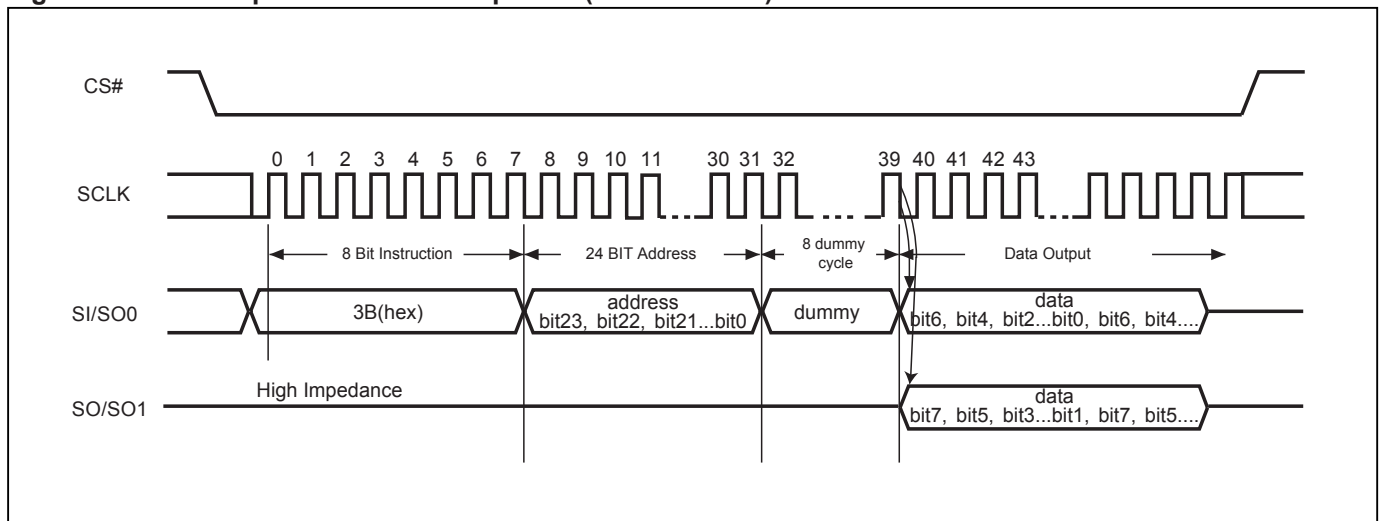 CS#
0 1 2 3 4 5 6 7 8 9 10 11 30 31 32 39 40 41 42 43
SCLK
8 Bit Instruction
24 BIT Address
8 dummy
cycle
Data Output
SI/SO0
3B(hex)
address
bit23, bit22, bit21...bit0
dummy
data
bit6, bit4, bit2...bit0, bit6, bit4....
High Impedance
SO/SO1
data
bit7, bit5, bit3...bit1, bit7, bit5....